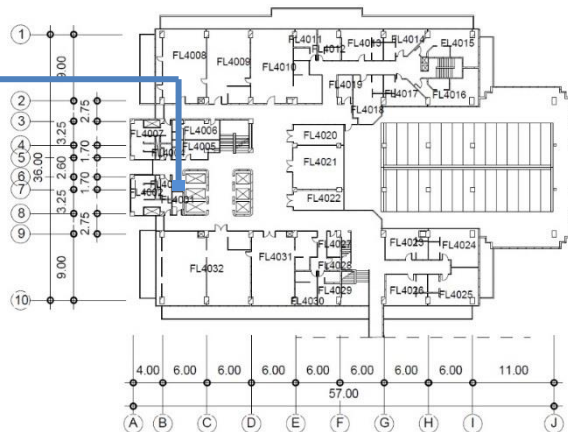 1
2
3
4
5
6
7
8
9
10
9.00
2.75
3.25
1.70
2.60
1.70
3.25
2.75
9.00
36.00
FL4008
FL4009
FL4010
FL4011
FL4012
FL4013
FL4014
FL4015
FL4016
FL4017
FL4018
FL4019
FL4007
FL4006
FL4005
FL4001
FL4020
FL4021
FL4022
FL4032
FL4031
FL4030
FL4027
FL4028
FL4029
FL4023
FL4024
FL4026
FL4025
4.00 6.00 6.00 6.00 6.00 6.00 6.00 6.00 11.00
57.00
A B C D E F G H I J